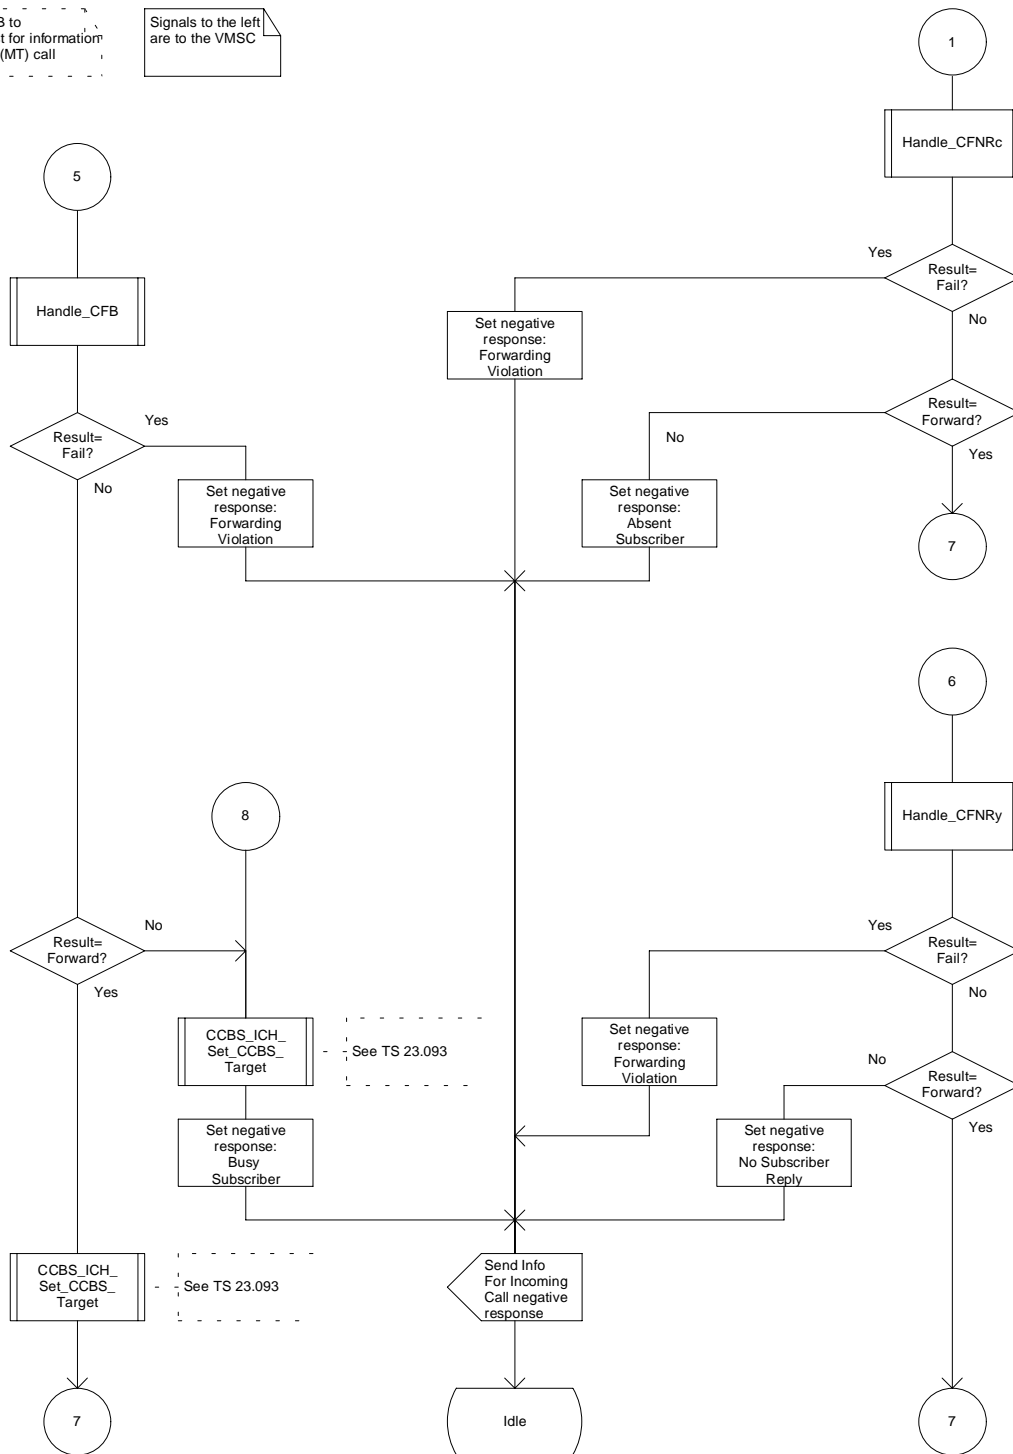 B to
t for information
(MT) call
Signals to the left
are to the VMSC
1
Handle_CFNRc
5
Yes
Result=
Fail?
No
Handle_CFB
Set negative
response:
Forwarding
Violation
Result=
Forward?
No
Yes
Yes
Result=
Fail?
No
Set negative
response:
Forwarding
Violation
Set negative
response:
Absent
Subscriber
7
6
Handle_CFNRy
8
No
Result=
Forward?
Yes
Yes
Result=
Fail?
No
CCBS_ICH_
Set_CCBS_
Target
See TS 23.093
Set negative
response:
Forwarding
Violation
No
Result=
Forward?
Yes
Set negative
response:
Busy
Subscriber
Set negative
response:
No Subscriber
Reply
CCBS_ICH_
Set_CCBS_
Target
See TS 23.093
Send Info
For Incoming
Call negative
response
7
Idle
7